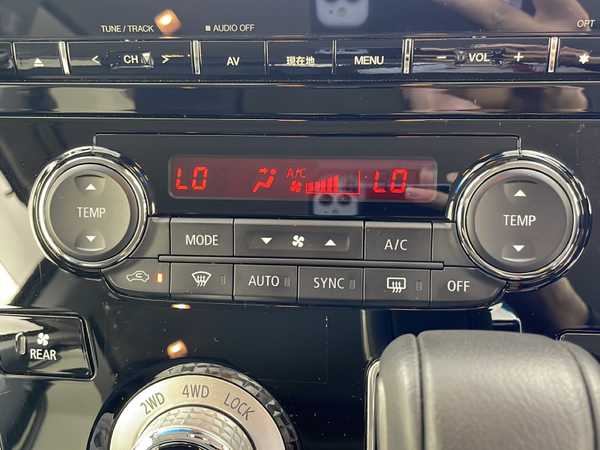 TUNE / TRACK AUDIO OFF OPT
< CH > AV 現在地 MENU - VOL + ✱
LO A/C LO
TEMP TEMP
MODE A/C
AUTO SYNC OFF
REAR
2WD 4WD LOCK